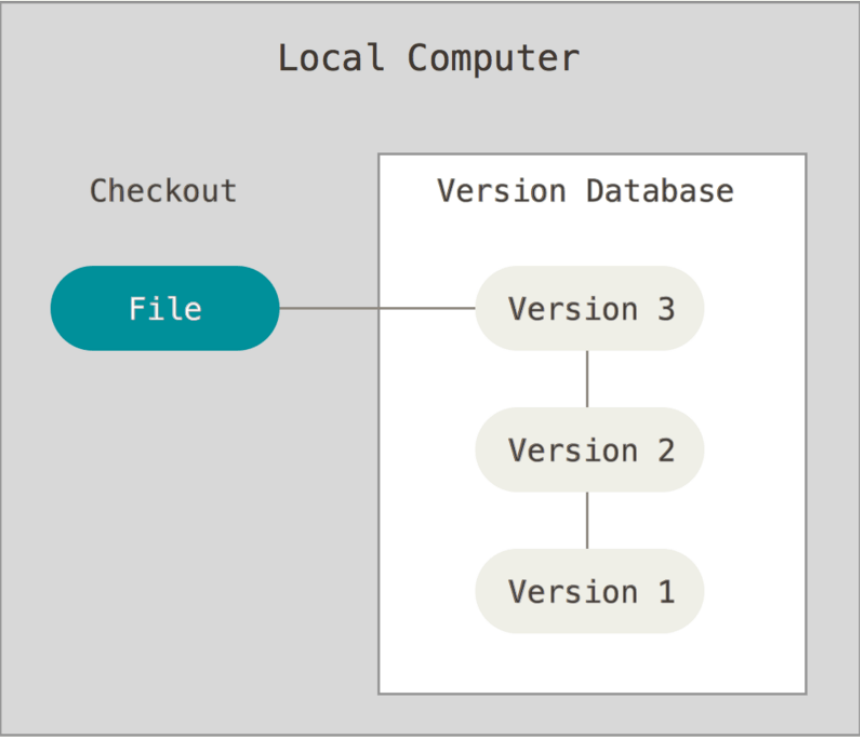 Local Computer
Checkout
Version Database
File
Version 3
Version 2
Version 1